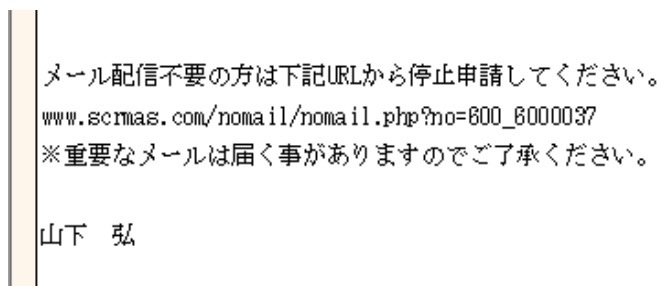 メール配信不要の方は下記URLから停止申請してください。
www.scrmas.com/nomail/nomail.php?no=600_6000037
※重要なメールは届く事がありますのでご了承ください。
山下　弘